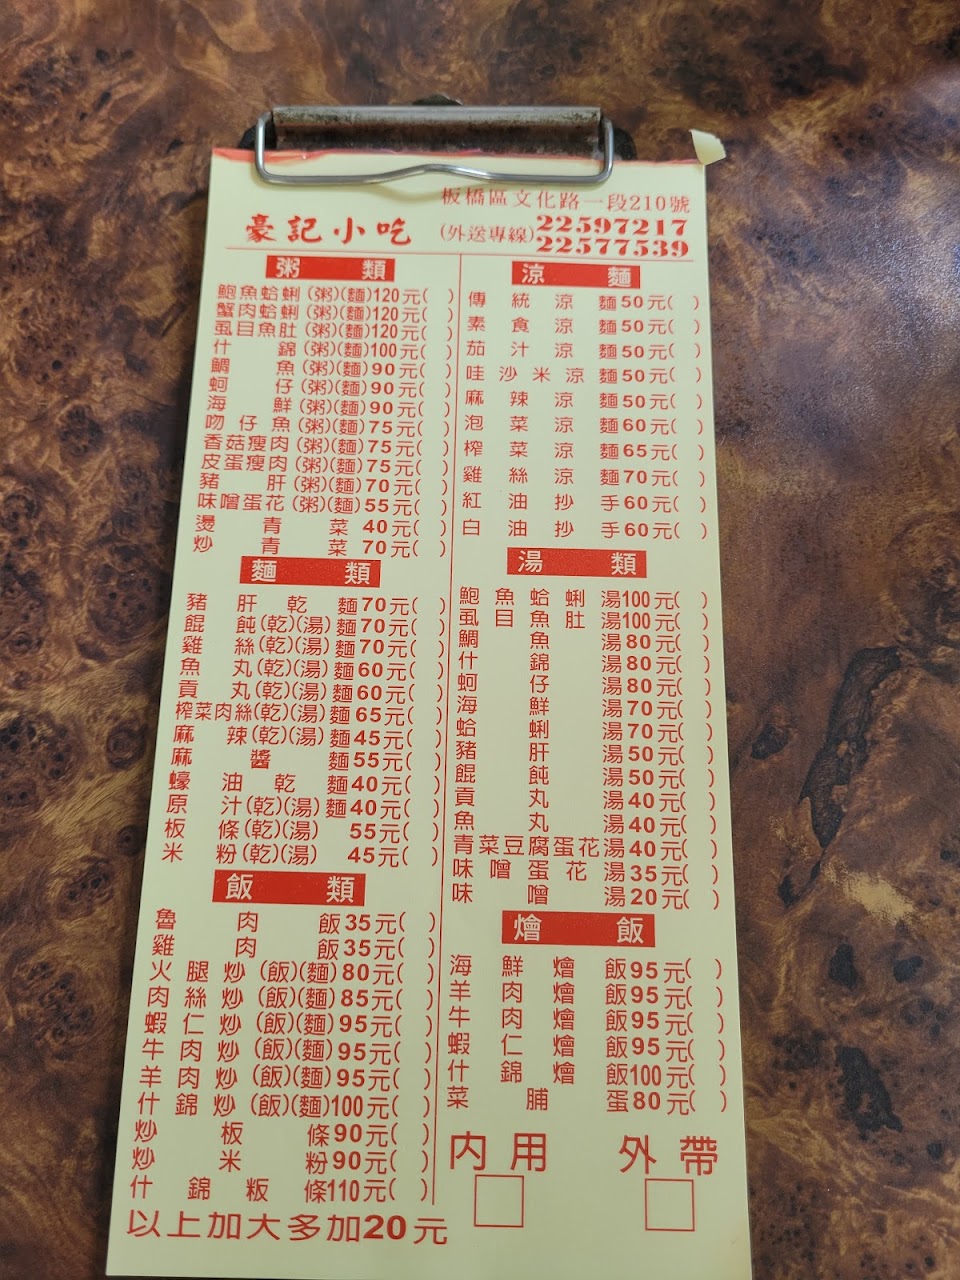 板橋區文化路一段210號
豪記小吃 (外送專線)22597217
22577539
粥類
鮑魚蛤蜊(粥)(麵)120元( )
蟹肉蛤蜊(粥)(麵)120元( )
虱目魚肚(粥)(麵)120元( )
什錦(粥)(麵)100元( )
鯛魚(粥)(麵)90元( )
蚵仔(粥)(麵)90元( )
海鮮(粥)(麵)90元( )
吻仔魚(粥)(麵)75元( )
香菇瘦肉(粥)(麵)75元( )
皮蛋瘦肉(粥)(麵)75元( )
豬肝(粥)(麵)70元( )
味噌蛋花(粥)(麵)55元( )
燙青菜40元( )
炒青菜70元( )
麵類
豬肝乾麵70元( )
餛飩(乾)(湯)麵70元( )
雞絲(乾)(湯)麵70元( )
魚丸(乾)(湯)麵60元( )
貢丸(乾)(湯)麵60元( )
榨菜肉絲(乾)(湯)麵65元( )
麻辣(乾)(湯)麵45元( )
麻醬麵55元( )
蠔油乾麵40元( )
原汁(乾)(湯)麵40元( )
板條(乾)(湯)55元( )
米粉(乾)(湯)45元( )
飯類
魯肉飯35元( )
雞肉飯35元( )
火腿炒(飯)(麵)80元( )
肉絲炒(飯)(麵)85元( )
蝦仁炒(飯)(麵)95元( )
牛肉炒(飯)(麵)95元( )
羊肉炒(飯)(麵)95元( )
什錦炒(飯)(麵)100元( )
炒板條90元( )
炒米粉90元( )
什錦粄條110元( )
以上加大多加20元
涼麵
傳統涼麵50元( )
素食涼麵50元( )
茄汁涼麵50元( )
哇沙米涼麵50元( )
麻辣涼麵50元( )
泡菜涼麵60元( )
榨菜涼麵65元( )
雞絲涼麵70元( )
紅油抄手60元( )
白油抄手60元( )
湯類
鮑魚蛤蜊湯100元( )
虱目魚肚湯100元( )
鯛魚湯80元( )
什錦湯80元( )
蚵仔湯80元( )
海鮮湯70元( )
蛤蜊湯70元( )
豬肝湯50元( )
餛飩湯50元( )
貢丸湯40元( )
魚丸湯40元( )
青菜豆腐蛋花湯40元( )
味噌蛋花湯35元( )
味噌湯20元( )
燴飯
海鮮燴飯95元( )
羊肉燴飯95元( )
牛肉燴飯95元( )
蝦仁燴飯95元( )
什錦燴飯100元( )
菜脯蛋80元( )
內用 外帶